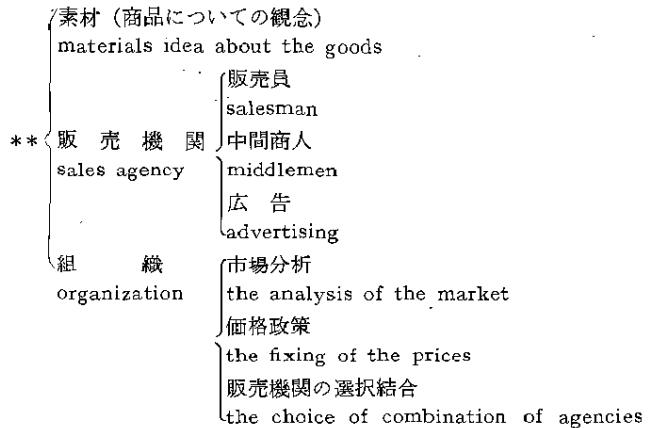 素材（商品についての観念）
materials idea about the goods
販売員
salesman
** 販売機関 中間商人
sales agency middlemen
広告
advertising
組織 市場分析
organization the analysis of the market
価格政策
the fixing of the prices
販売機関の選択結合
the choice of combination of agencies